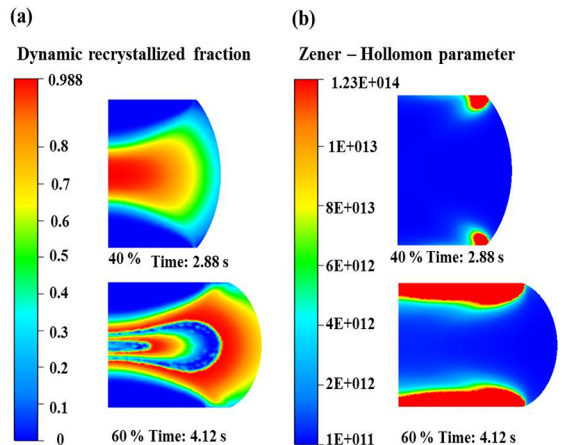 (a)
Dynamic recrystallized fraction
0.988
0.9
0.8
0.7
0.6
0.5
0.4
0.3
0.2
0.1
0
40 % Time: 2.88 s
60 % Time: 4.12 s
(b)
Zener – Hollomon parameter
1.23E+014
1E+013
8E+013
6E+012
4E+012
2E+012
1E+011
40 % Time: 2.88 s
60 % Time: 4.12 s